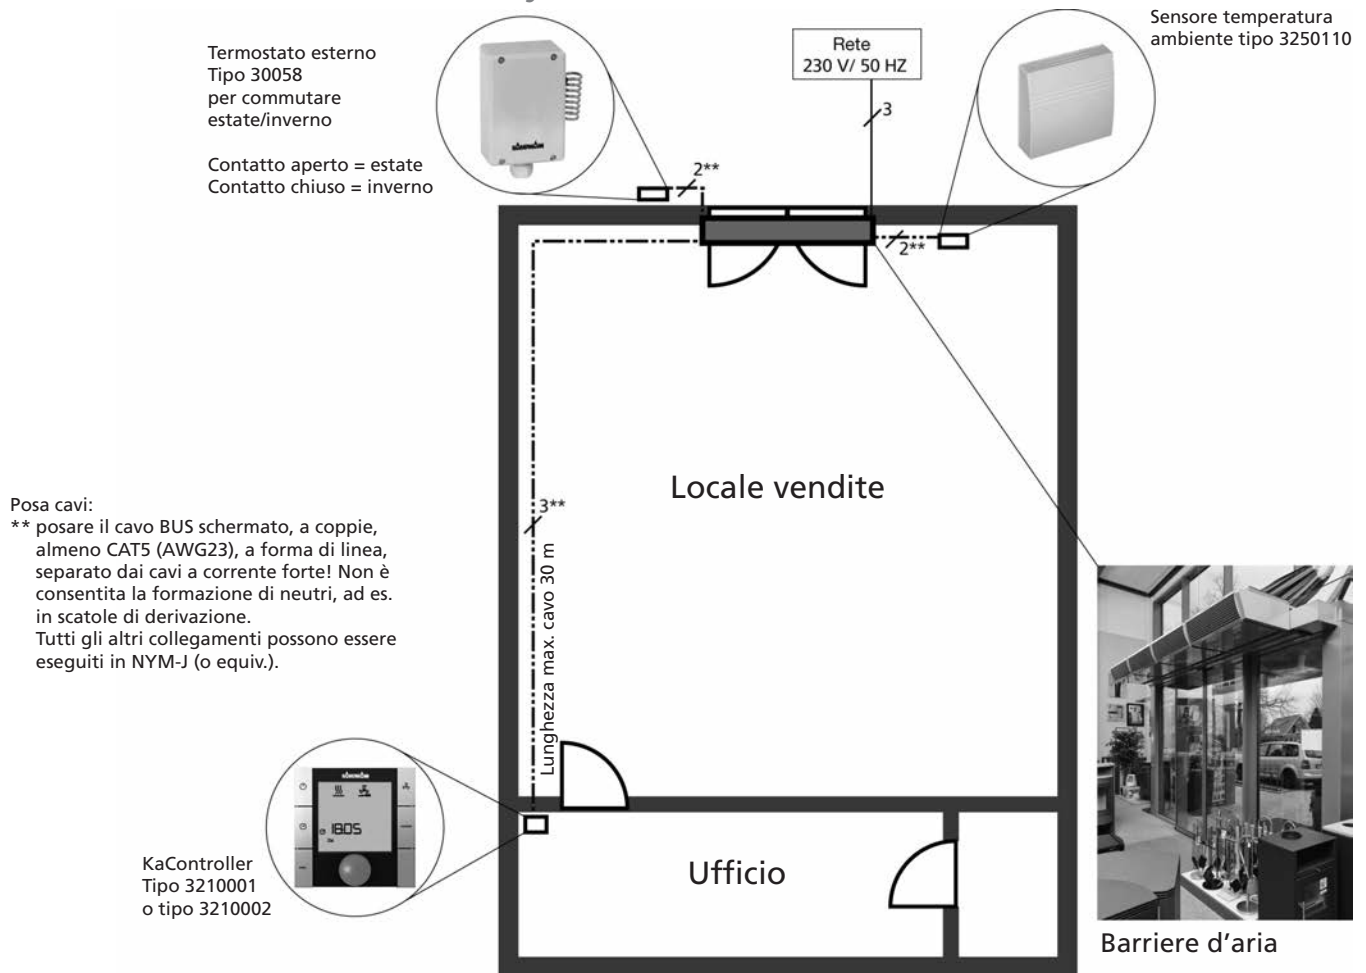 Sensore temperatura
ambiente tipo 3250110
Termostato esterno
Tipo 30058
per commutare
estate/inverno
Contatto aperto = estate
Contatto chiuso = inverno
Rete
230 V/ 50 HZ
3
2**
2**
Locale vendite
3**
Lunghezza max. cavo 30 m
Posa cavi:
** posare il cavo BUS schermato, a coppie,
almeno CAT5 (AWG23), a forma di linea,
separato dai cavi a corrente forte! Non è
consentita la formazione di neutri, ad es.
in scatole di derivazione.
Tutti gli altri collegamenti possono essere
eseguiti in NYM-J (o equiv.).
18:05
KaController
Tipo 3210001
o tipo 3210002
Ufficio
Barriere d’aria